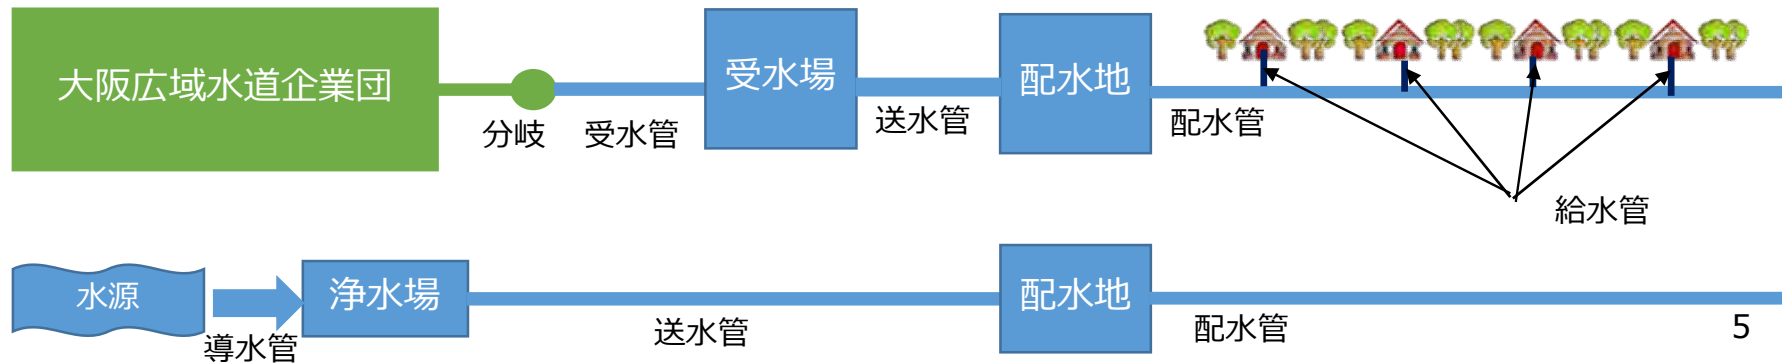 大阪広域水道企業団
分岐
受水管
受水場
送水管
配水地
配水管
給水管
水源
導水管
浄水場
送水管
配水地
配水管
5